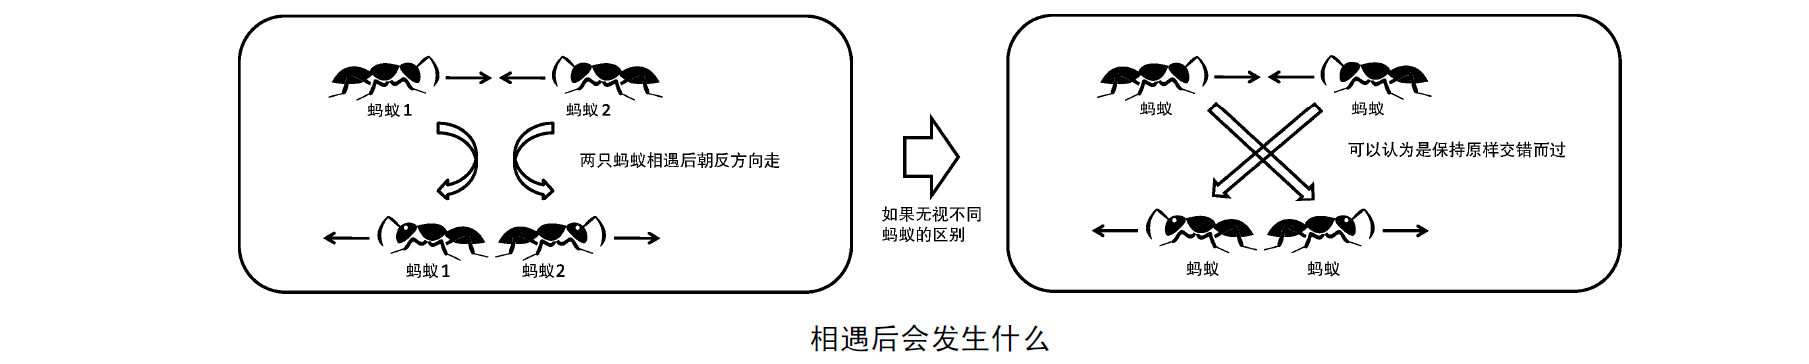 蚂蚁1
蚂蚁2
两只蚂蚁相遇后朝反方向走
蚂蚁1
蚂蚁2
如果无视不同
蚂蚁的区别
蚂蚁
蚂蚁
可以认为是保持原样交错而过
蚂蚁
蚂蚁
相遇后会发生什么